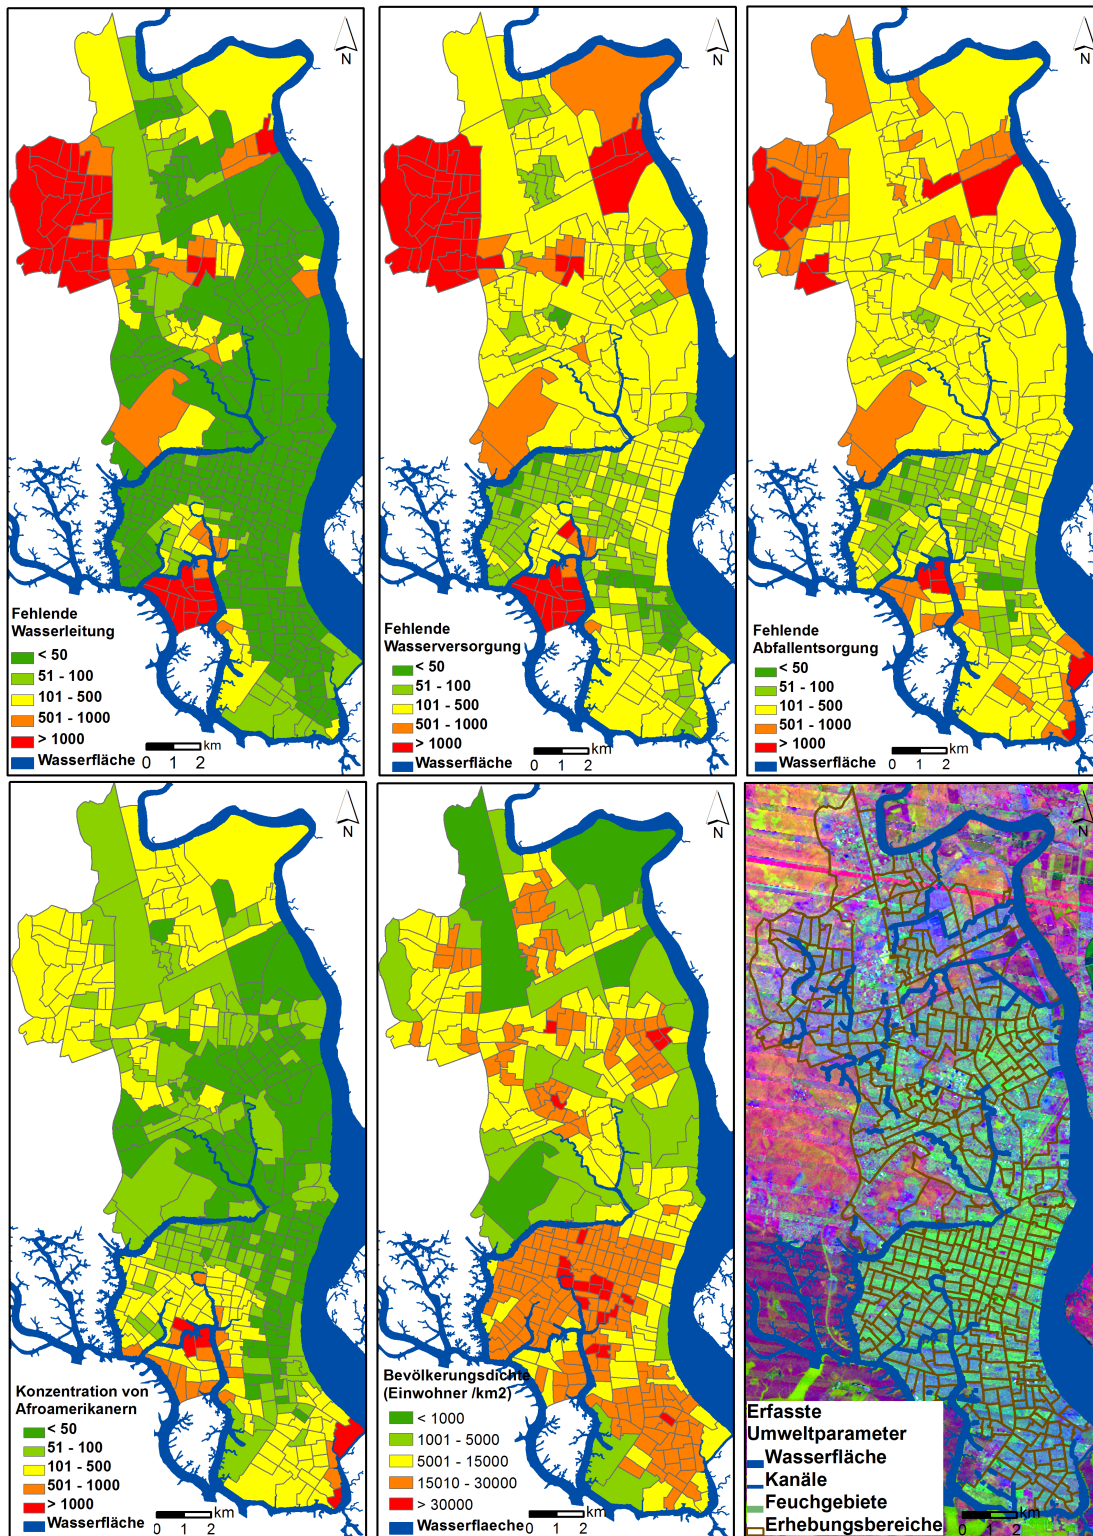 N
Fehlende
Wasserleitung
< 50
51 - 100
101 - 500
501 - 1000
> 1000
Wasserfläche
km
0 1 2
N
Fehlende
Wasserversorgung
< 50
51 - 100
101 - 500
501 - 1000
> 1000
Wasserfläche
km
0 1 2
N
Fehlende
Abfallentsorgung
< 50
51 - 100
101 - 500
501 - 1000
> 1000
Wasserfläche
km
0 1 2
N
Konzentration von
Afroamerikanern
< 50
51 - 100
101 - 500
501 - 1000
> 1000
Wasserfläche
km
0 1 2
N
Bevölkerungsdichte
(Einwohner /km2)
< 1000
1001 - 5000
5001 - 15000
15010 - 30000
> 30000
Wasserflaeche
km
0 1 2
N
Erfasste
Umweltparameter
Wasserfläche
Kanäle
Feuchgebiete
Erhebungsbereiche
km
0 1 2